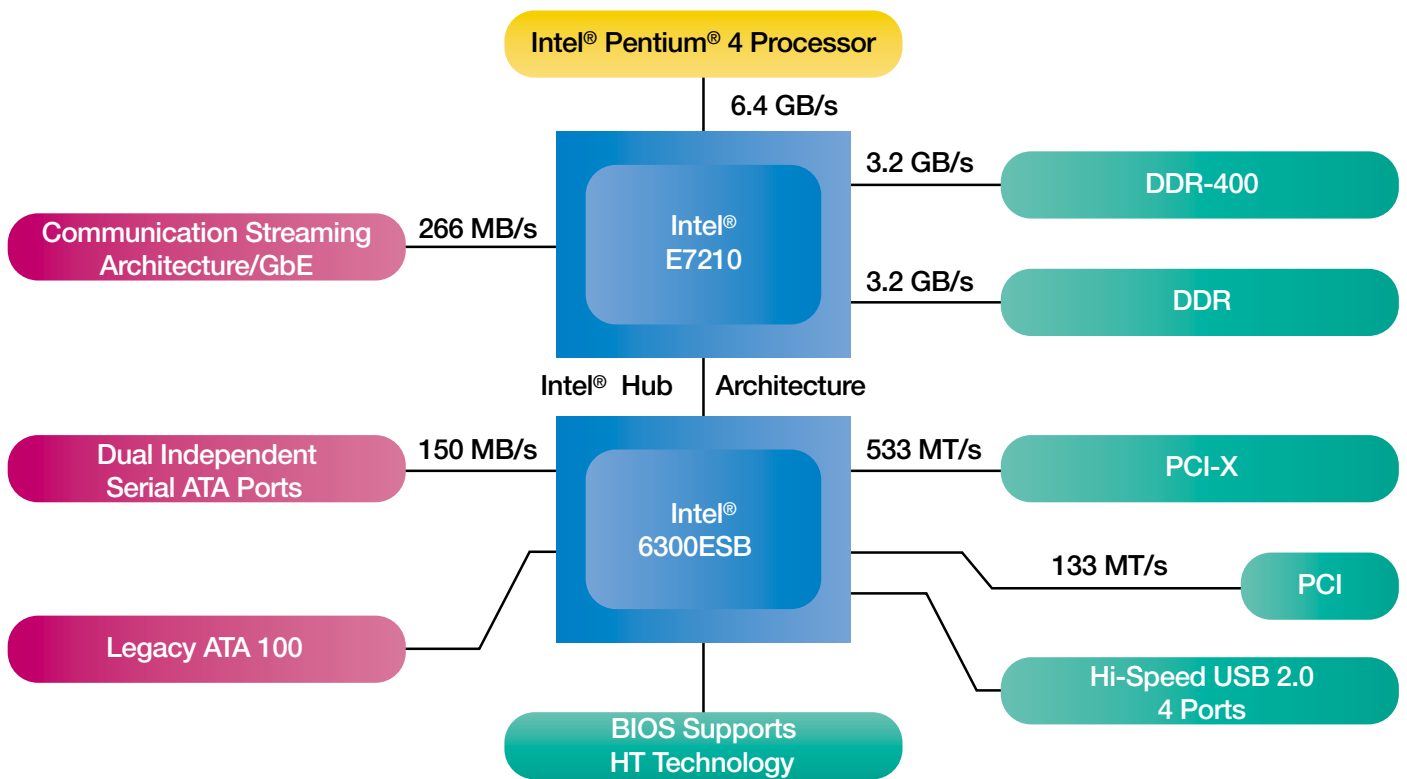 Intel® Pentium® 4 Processor
6.4 GB/s
3.2 GB/s
DDR-400
Communication Streaming
Architecture/GbE
266 MB/s
Intel®
E7210
3.2 GB/s
DDR
Intel® Hub Architecture
Dual Independent
Serial ATA Ports
150 MB/s
533 MT/s
PCI-X
Intel®
6300ESB
133 MT/s
PCI
Legacy ATA 100
Hi-Speed USB 2.0
4 Ports
BIOS Supports
HT Technology